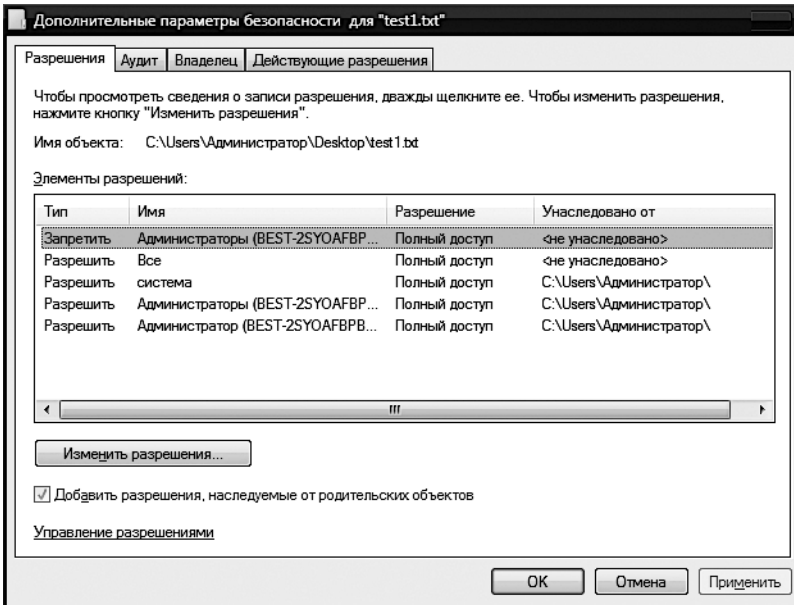 Дополнительные параметры безопасности для "test1.txt"
Разрешения Аудит Владелец Действующие разрешения
Чтобы просмотреть сведения о записи разрешения, дважды щелкните ее. Чтобы изменить разрешения,
нажмите кнопку "Изменить разрешения".
Имя объекта: C:\Users\Администратор\Desktop\test1.txt
Элементы разрешений:
Тип Имя Разрешение Унаследовано от
Запретить Администраторы (BEST-2SYOAFBP... Полный доступ <не унаследовано>
Разрешить Все Полный доступ <не унаследовано>
Разрешить система Полный доступ C:\Users\Администратор\
Разрешить Администраторы (BEST-2SYOAFBP... Полный доступ C:\Users\Администратор\
Разрешить Администратор (BEST-2SYOAFBPB... Полный доступ C:\Users\Администратор\
Изменить разрешения...
Добавить разрешения, наследуемые от родительских объектов
Управление разрешениями
OK Отмена Применить